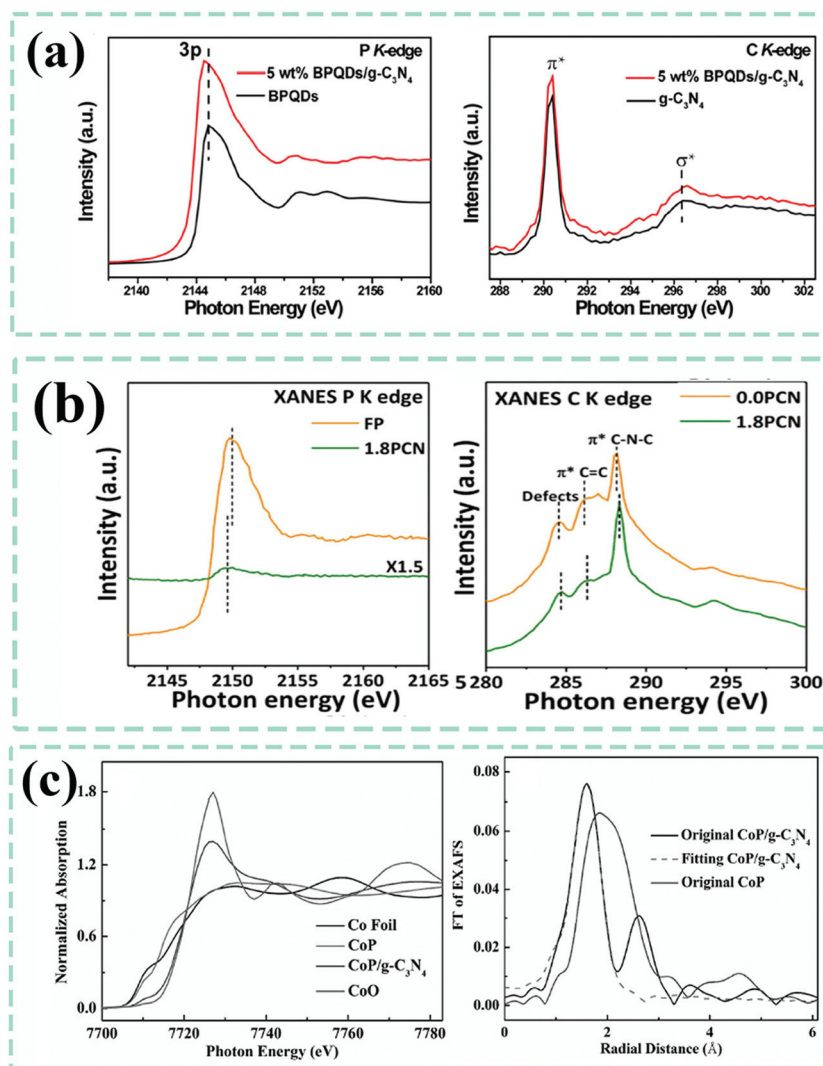 (a)
P K-edge
3p
5 wt% BPQDs/g-C₃N₄
BPQDs
Intensity (a.u.)
2140 2144 2148 2152 2156 2160
Photon Energy (eV)
C K-edge
π*
5 wt% BPQDs/g-C₃N₄
g-C₃N₄
σ*
Intensity (a.u.)
288 290 292 294 296 298 300 302
Photon Energy (eV)
(b)
XANES P K edge
FP
1.8PCN
X1.5
Intensity (a.u.)
2145 2150 2155 2160 2165
Photon energy (eV)
XANES C K edge
0.0PCN
1.8PCN
π* C-N-C
π* C=C
Defects
Intensity (a.u.)
5 280 285 290 295 300
Photon energy (eV)
(c)
Normalized Absorption
1.8
1.2
0.6
0.0
Co Foil
CoP
CoP/g-C₃N₄
CoO
7700 7720 7740 7760 7780
Photon Energy (eV)
FT of EXAFS
0.08
0.06
0.04
0.02
0.00
Original CoP/g-C₃N₄
Fitting CoP/g-C₃N₄
Original CoP
0 2 4 6
Radial Distance (Å)